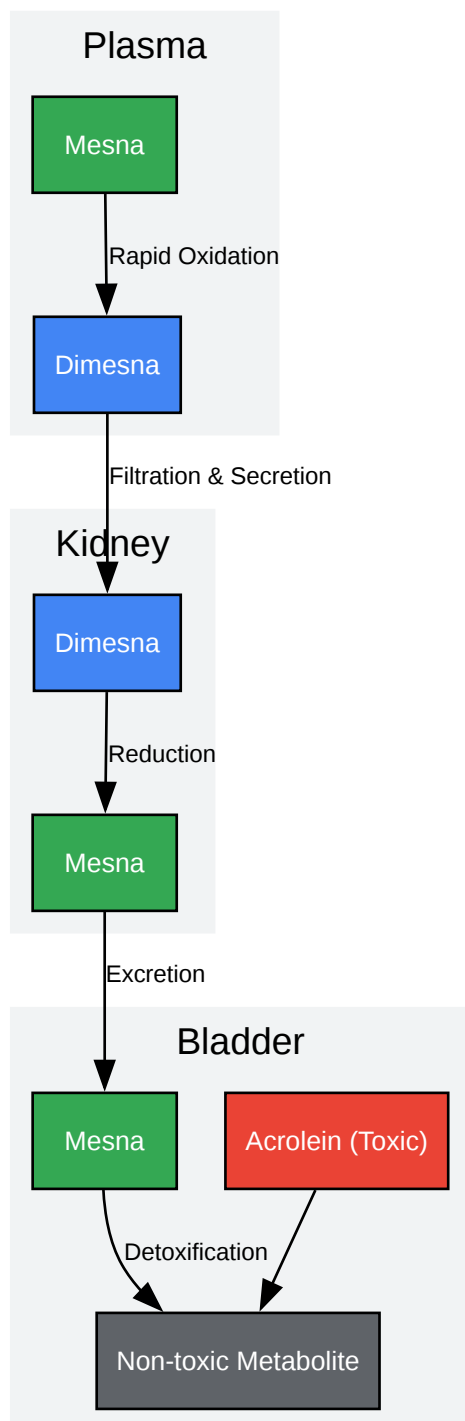 Plasma
Mesna
Rapid Oxidation
Dimesna
Filtration & Secretion
Kidney
Dimesna
Reduction
Mesna
Excretion
Bladder
Mesna
Acrolein (Toxic)
Detoxification
Non-toxic Metabolite